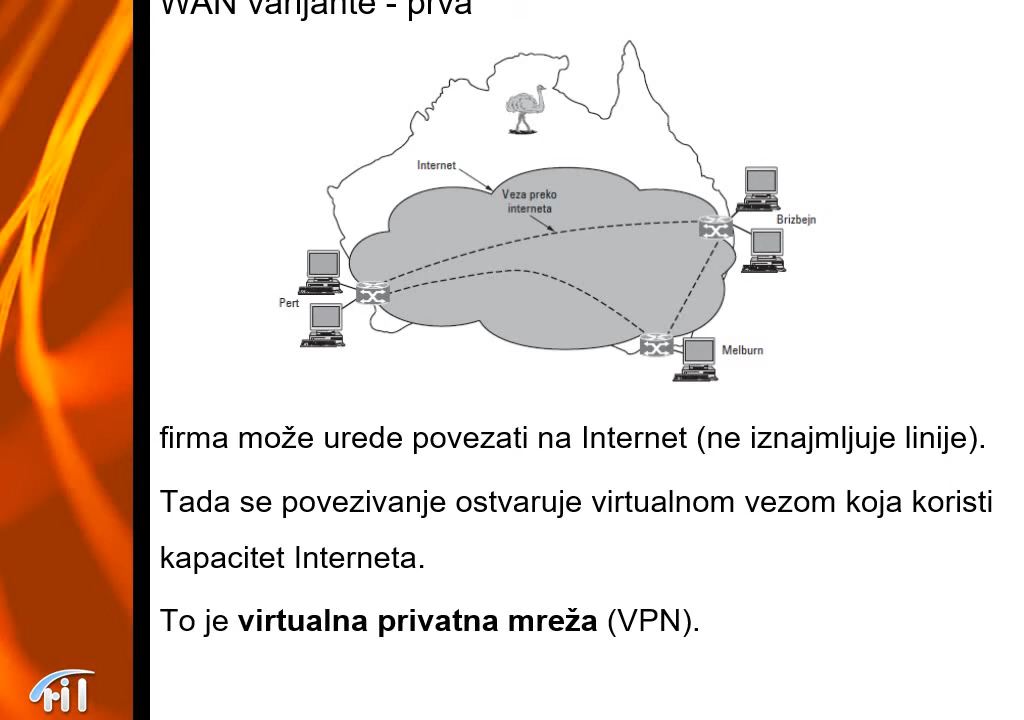 WAN varijante - prva
Internet
Veza preko
interneta
Brizbejn
Pert
Melburn
firma može urede povezati na Internet (ne iznajmljuje linije).
Tada se povezivanje ostvaruje virtualnom vezom koja koristi
kapacitet Interneta.
To je virtualna privatna mreža (VPN).